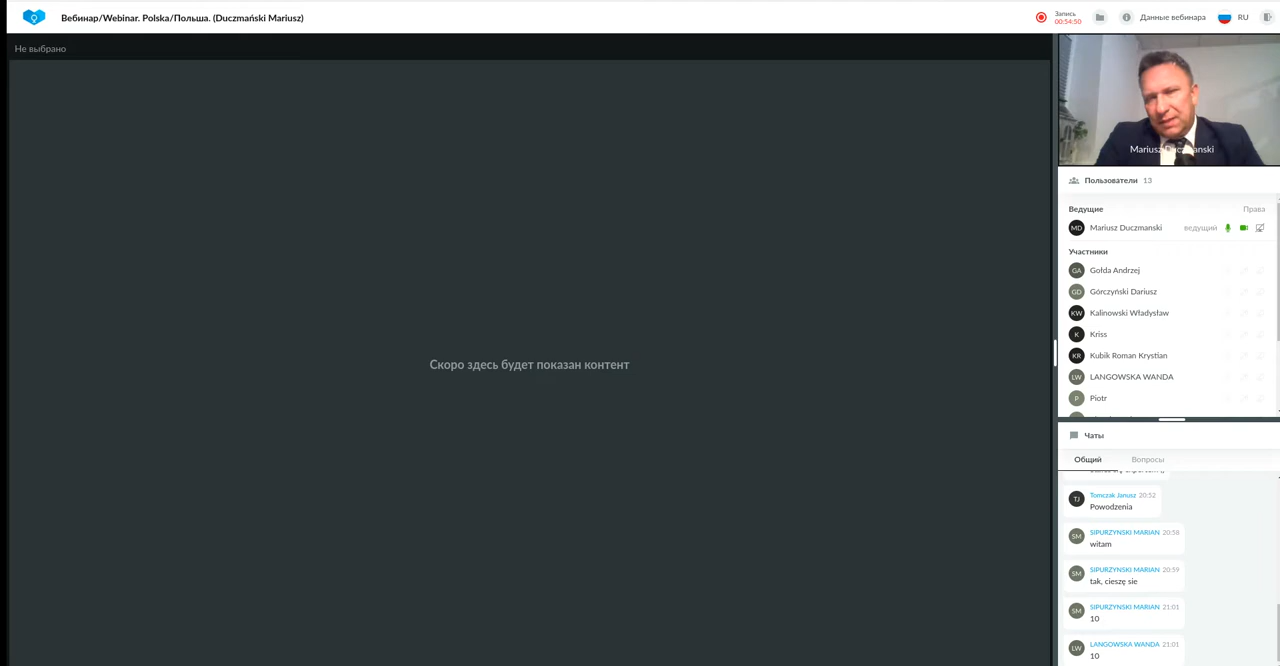 Вебинар/Webinar. Polska/Польша. (Duczmański Mariusz)
Запись
00:54:50
Данные вебинара
RU
Не выбрано
Скоро здесь будет показан контент
Mariusz Duczmanski
Пользователи 13
Ведущие Права
MD Mariusz Duczmanski ведущий
Участники
GA Gołda Andrzej
GD Górczyński Dariusz
KW Kalinowski Władysław
K Kriss
KR Kubik Roman Krystian
LW LANGOWSKA WANDA
P Piotr
Чаты
Общий Вопросы
TJ Tomczak Janusz 20:52
Powodzenia
SM SIPURZYNSKI MARIAN 20:58
witam
SM SIPURZYNSKI MARIAN 20:59
tak, cieszę sie
SM SIPURZYNSKI MARIAN 21:01
10
LW LANGOWSKA WANDA 21:01
10